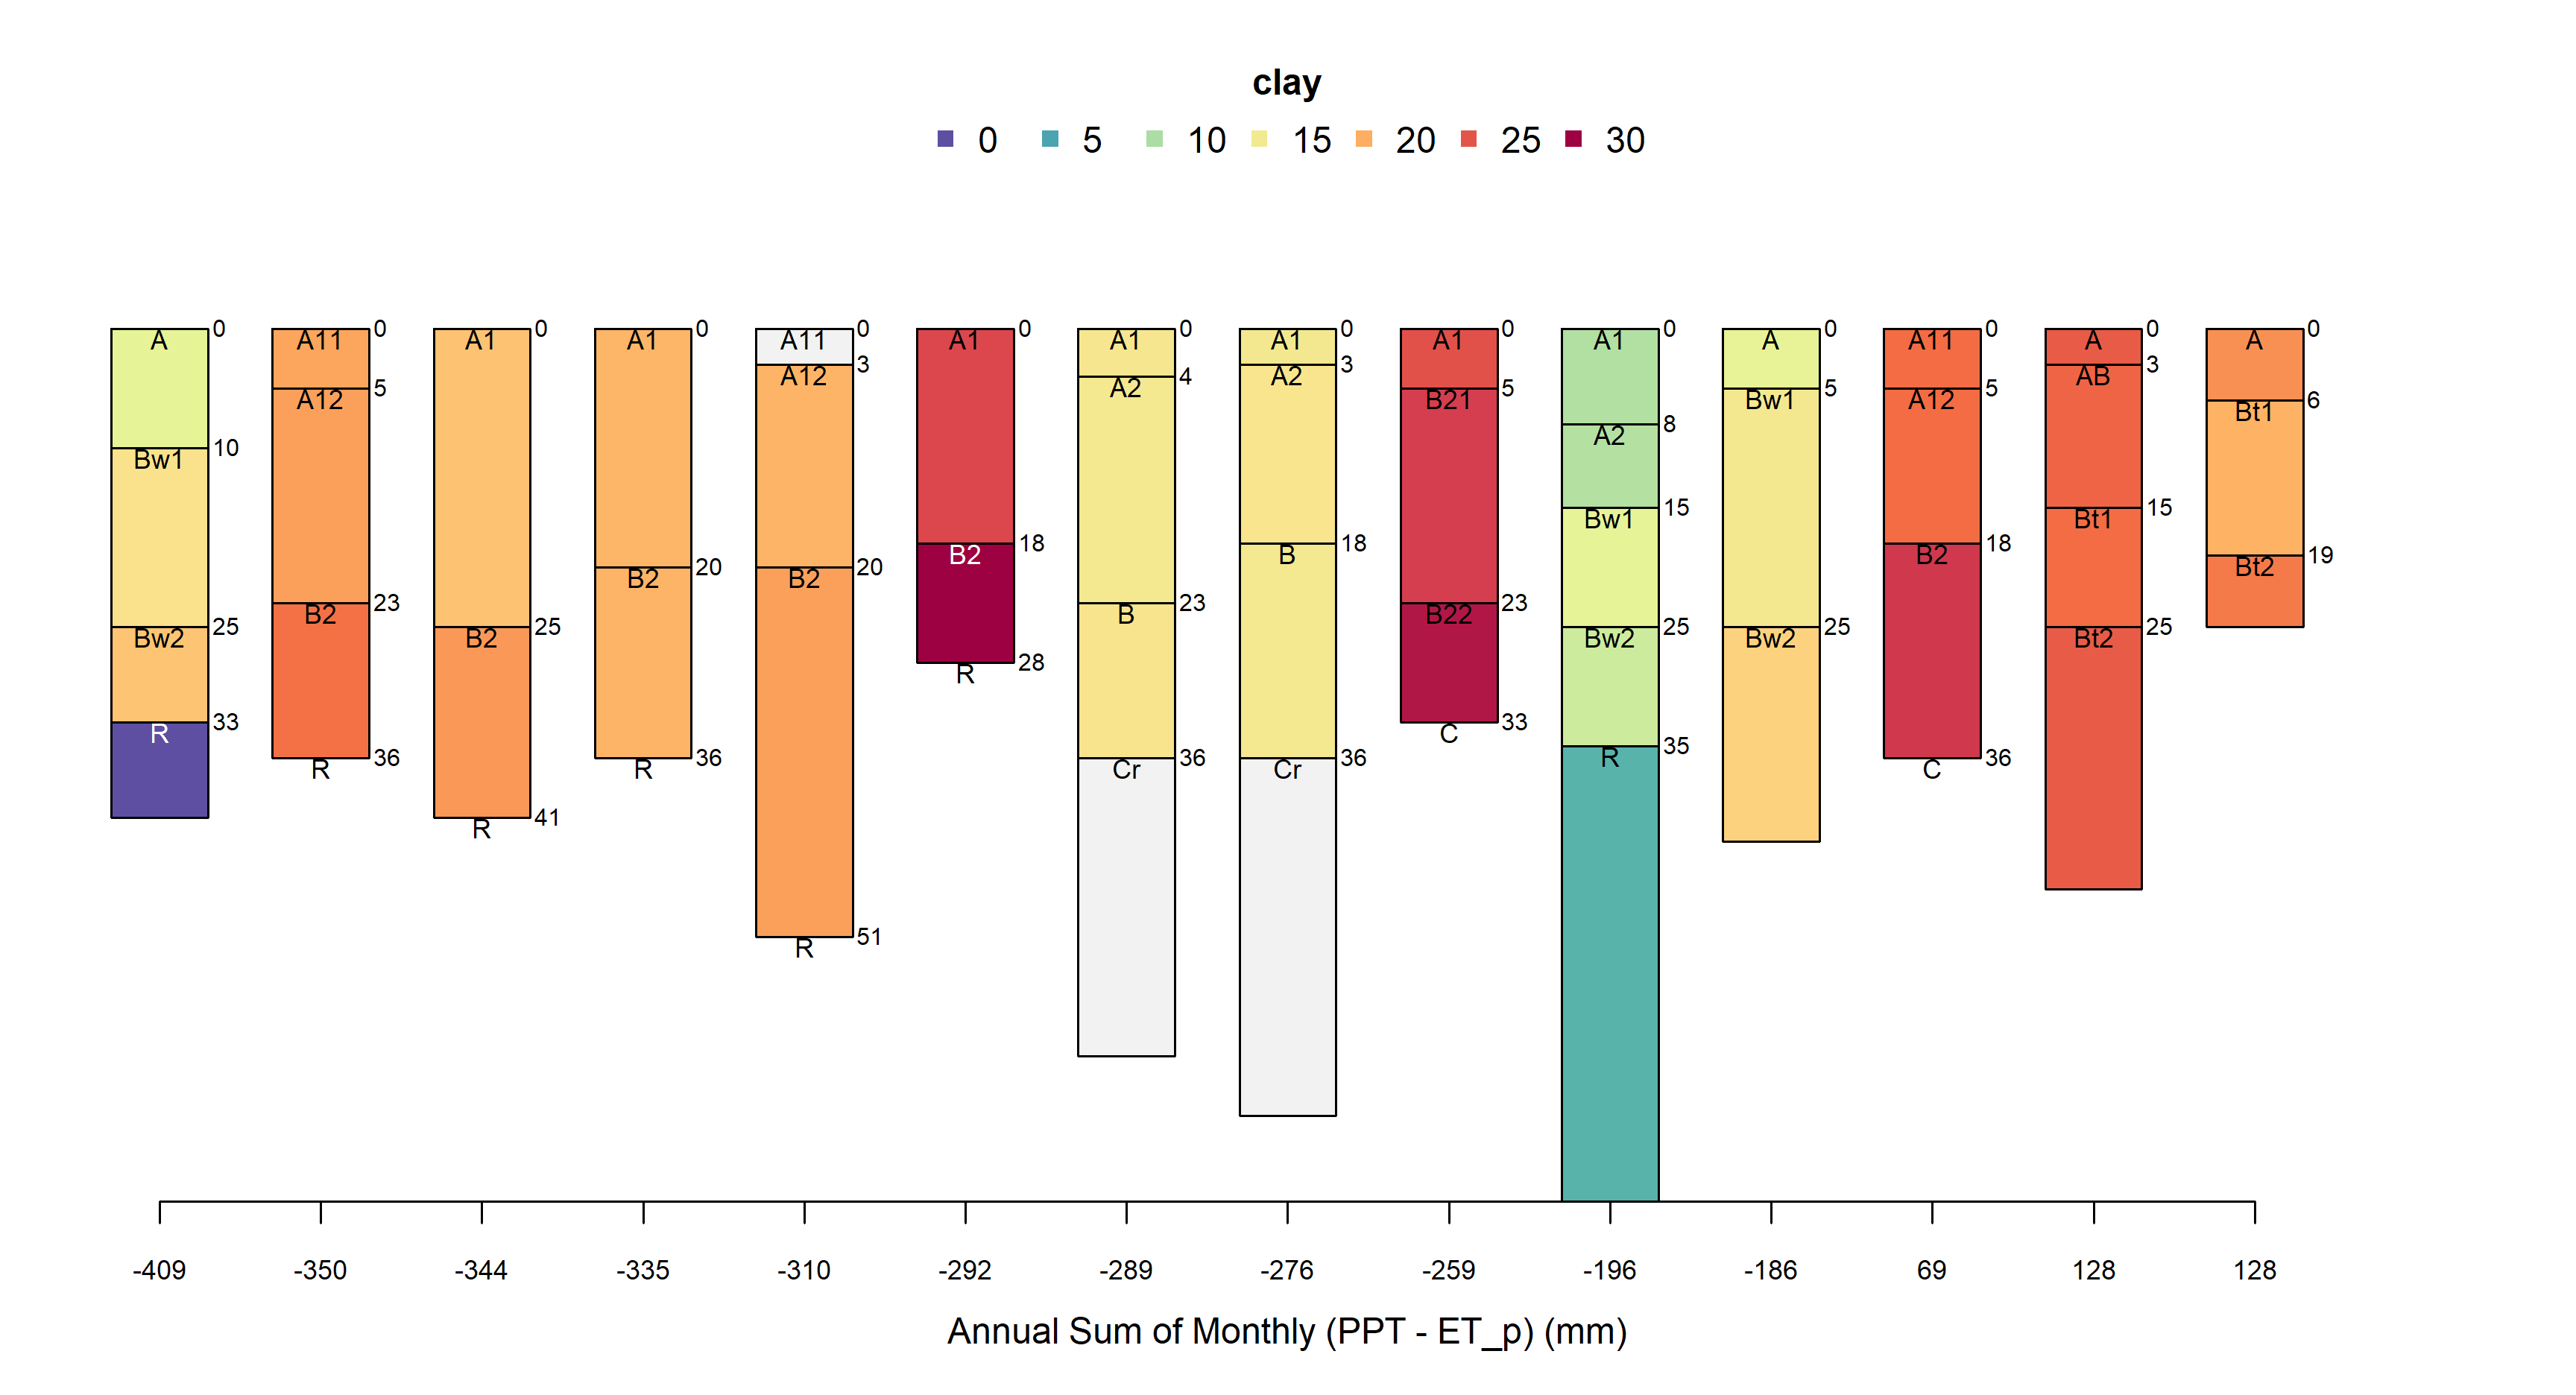 clay
0 5 10 15 20 25 30
A 0 A11 0 A1 0 A1 0 A11 0 A1 0 A1 0 A1 0 A1 0 A1 0 A 0 A11 0 A 0 A 0
A12 3 A2 3 AB 3
A2 4
A12 5 B21 5 Bw1 5 A12 5
Bt1 6
A2 8
Bw1 10
Bw1 15 Bt1 15
B2 18 B 18 B2 18
Bt2 19
B2 20 B2 20
B2 23 B 23 B22 23
Bw2 25 B2 25 Bw2 25 Bw2 25 Bt2 25
R 28
R 33 C 33
R 35
R 36 R 36 Cr 36 Cr 36 C 36
R 41
R 51
-409 -350 -344 -335 -310 -292 -289 -276 -259 -196 -186 69 128 128
Annual Sum of Monthly (PPT - ET_p) (mm)